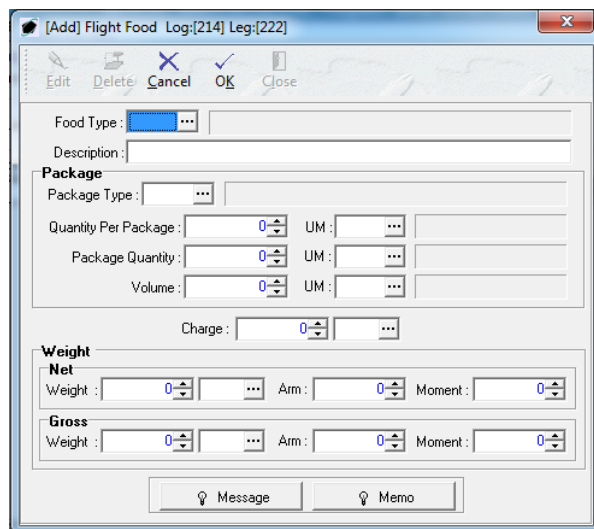 [Add] Flight Food Log:[214] Leg:[222]
Edit Delete Cancel OK Close
Food Type :
Description :
Package
Package Type :
Quantity Per Package : 0 UM :
Package Quantity : 0 UM :
Volume : 0 UM :
Charge : 0
Weight
Net
Weight : 0 Arm : 0 Moment : 0
Gross
Weight : 0 Arm : 0 Moment : 0
Message Memo